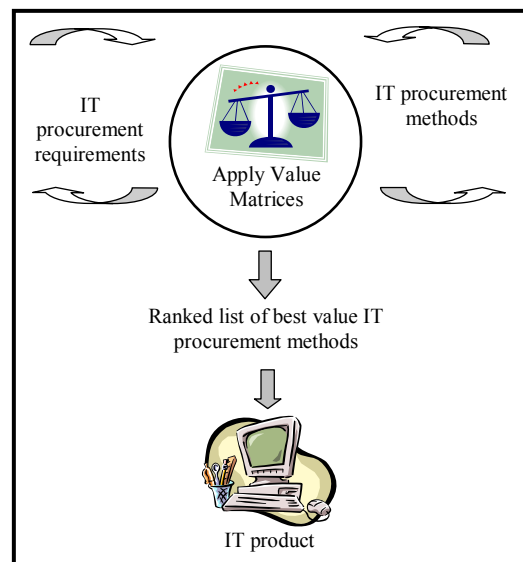 IT
procurement
requirements
IT procurement
methods
Apply Value
Matrices
Ranked list of best value IT
procurement methods
IT product